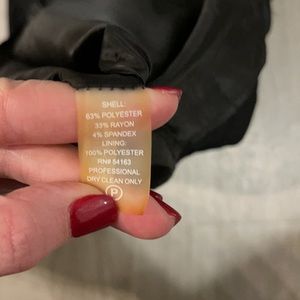 SHELL:
63% POLYESTER
33% RAYON
4% SPANDEX
LINING:
100% POLYESTER
RN# 54163
PROFESSIONAL
DRY CLEAN ONLY
P